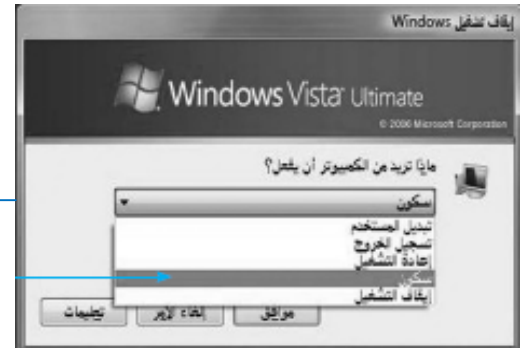 إيقاف تشغيل Windows
Windows Vista™ Ultimate
© 2006 Microsoft Corporation
ماذا تريد من الكمبيوتر أن يفعل؟
سكون
تبديل المستخدم
تسجيل الخروج
إعادة التشغيل
سكون
إيقاف التشغيل
موافق
إلغاء الأمر
تعليمات